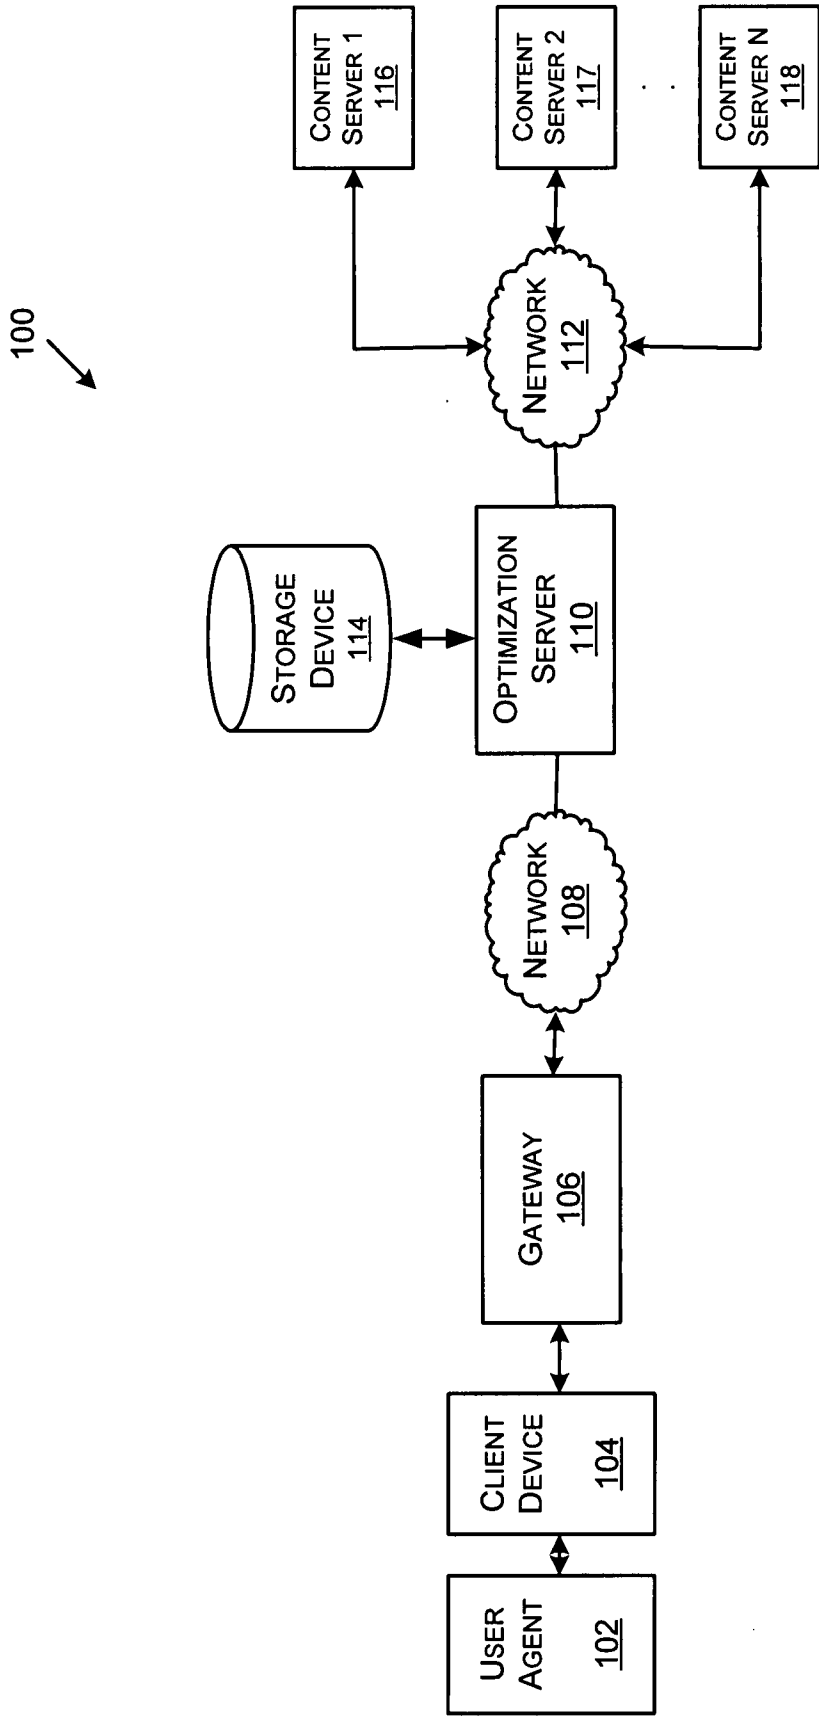 100
USER
AGENT
102
CLIENT
DEVICE
104
GATEWAY
106
NETWORK
108
STORAGE
DEVICE
114
OPTIMIZATION
SERVER
110
NETWORK
112
CONTENT
SERVER 1
116
CONTENT
SERVER 2
117
CONTENT
SERVER N
118